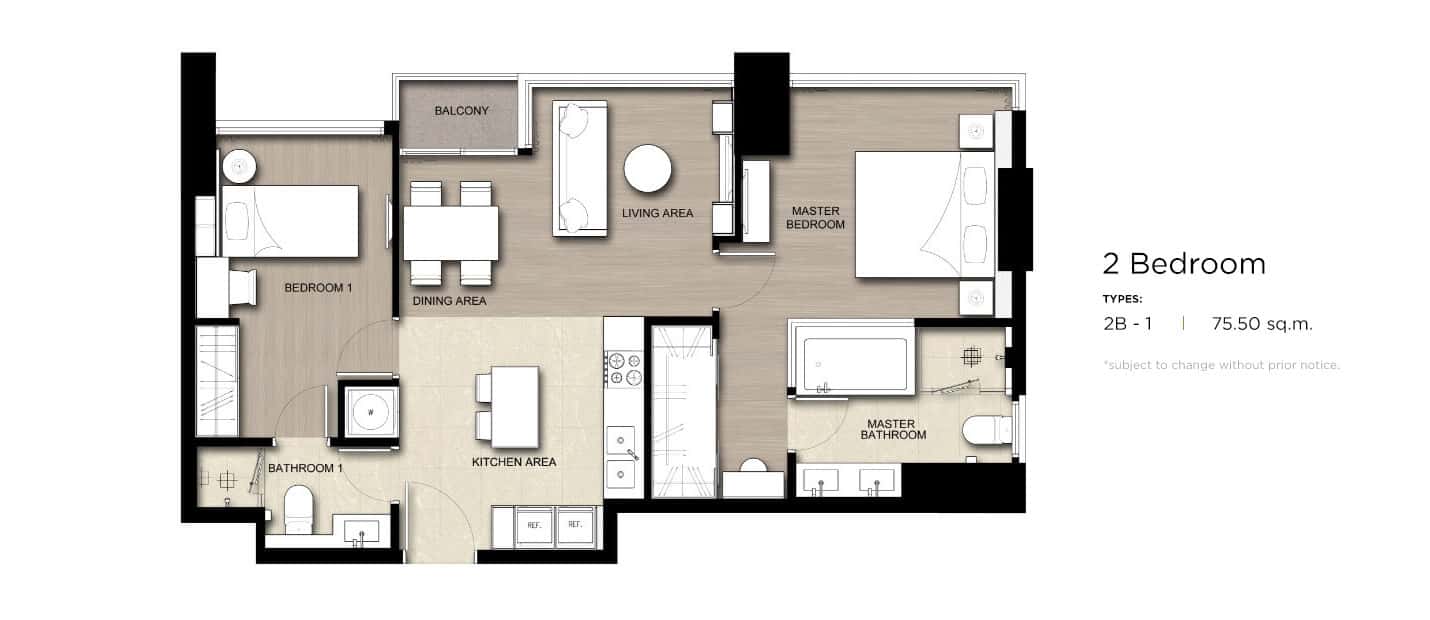 BALCONY
LIVING AREA
MASTER
BEDROOM
BEDROOM 1
DINING AREA
W
MASTER
BATHROOM
BATHROOM 1
KITCHEN AREA
REF.
REF.
2 Bedroom
TYPES:
2B - 1 | 75.50 sq.m.
*subject to change without prior notice.